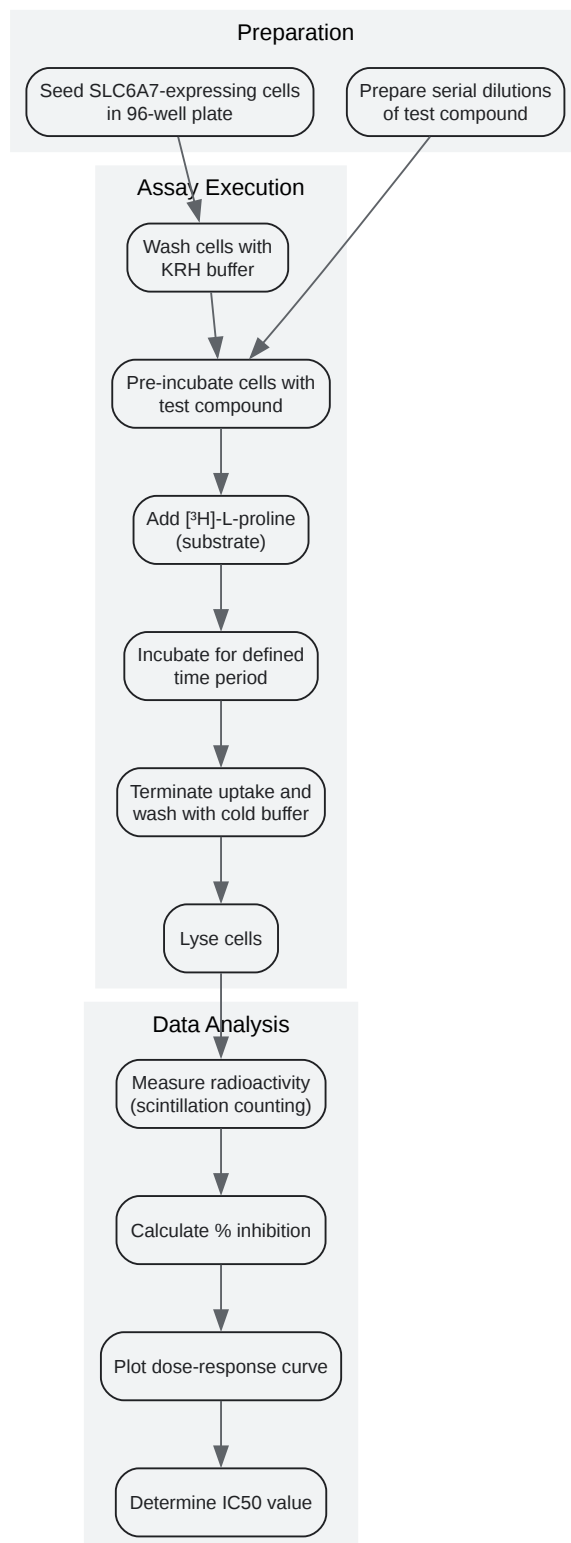 Preparation
Seed SLC6A7-expressing cells
in 96-well plate
Prepare serial dilutions
of test compound
Assay Execution
Wash cells with
KRH buffer
Pre-incubate cells with
test compound
Add [³H]-L-proline
(substrate)
Incubate for defined
time period
Terminate uptake and
wash with cold buffer
Lyse cells
Data Analysis
Measure radioactivity
(scintillation counting)
Calculate % inhibition
Plot dose-response curve
Determine IC50 value